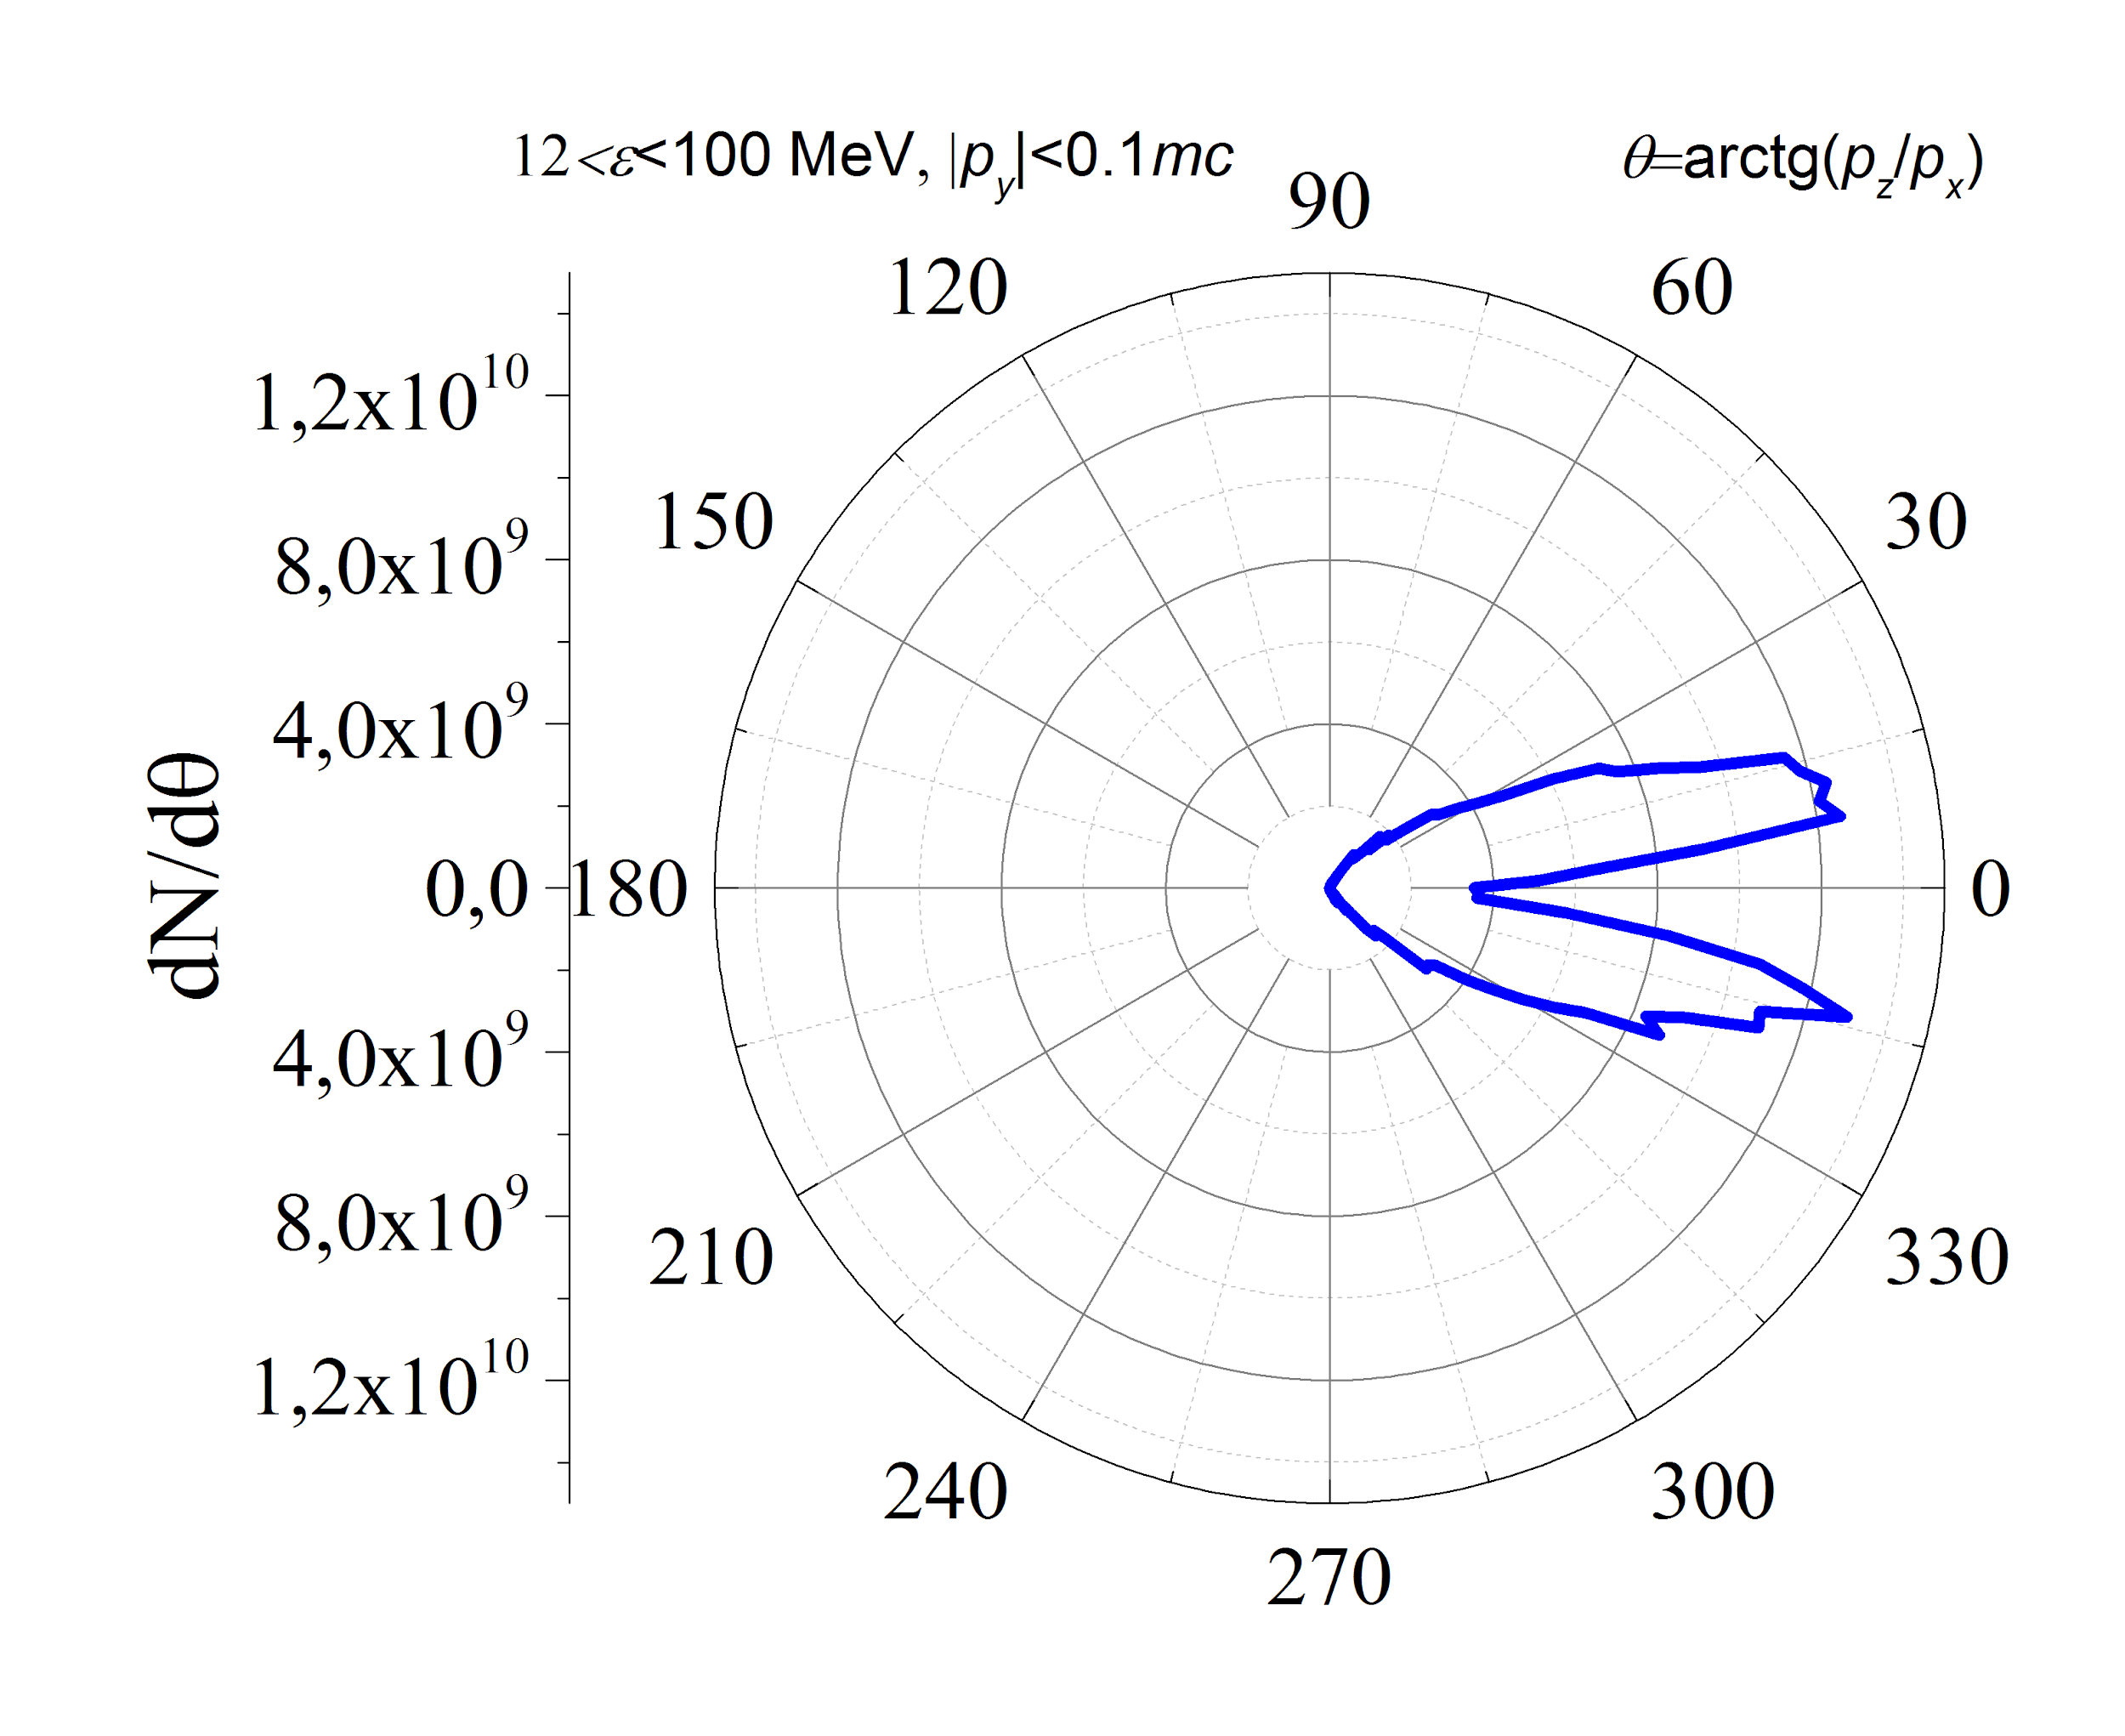 12<ε<100 MeV, |p_y|<0.1mc
θ=arctg(p_z/p_x)
90
120
60
1,2x10^10
150
30
8,0x10^9
4,0x10^9
dN/dθ
0,0
180
0
4,0x10^9
8,0x10^9
210
330
1,2x10^10
240
300
270